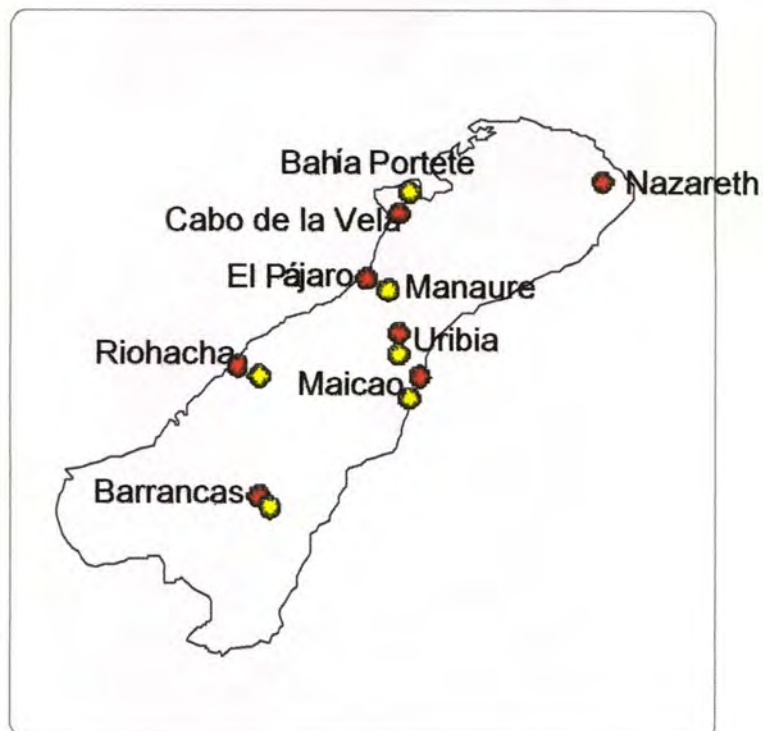 Bahía Portete
Nazareth
Cabo de la Vela
El Pájaro
Manaure
Uribia
Riohacha
Maicao
Barrancas